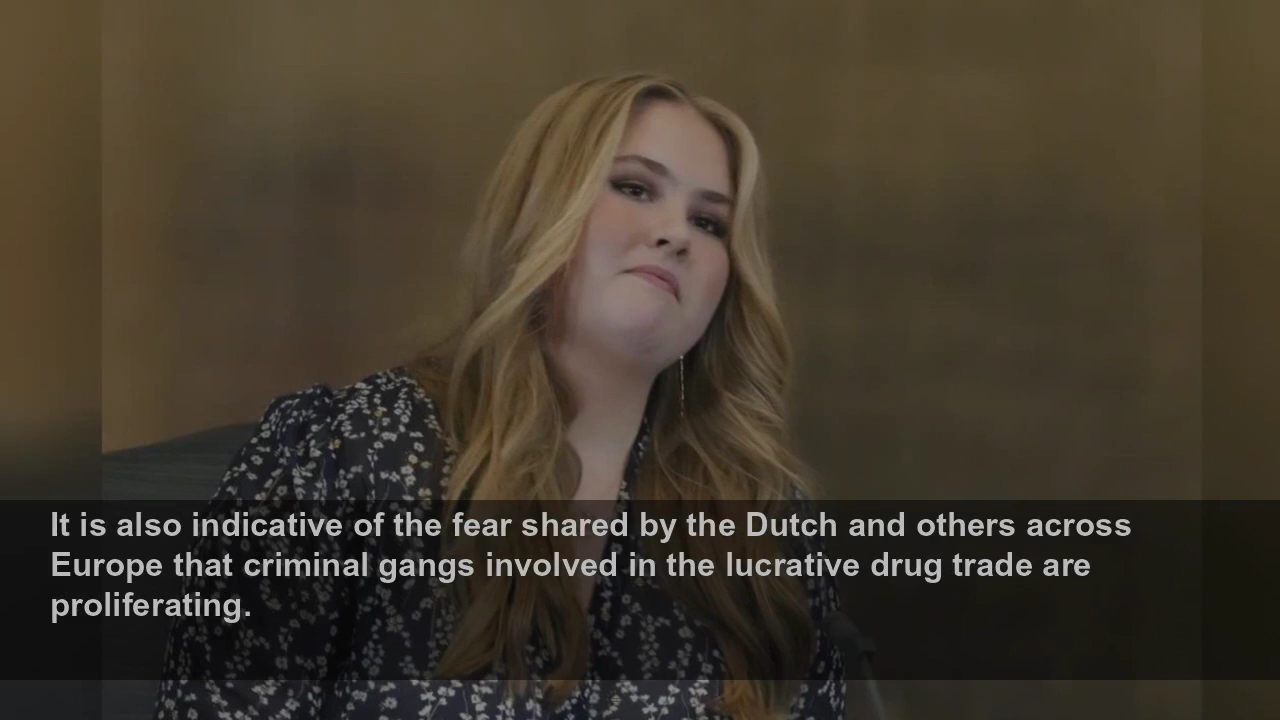 It is also indicative of the fear shared by the Dutch and others across
Europe that criminal gangs involved in the lucrative drug trade are
proliferating.